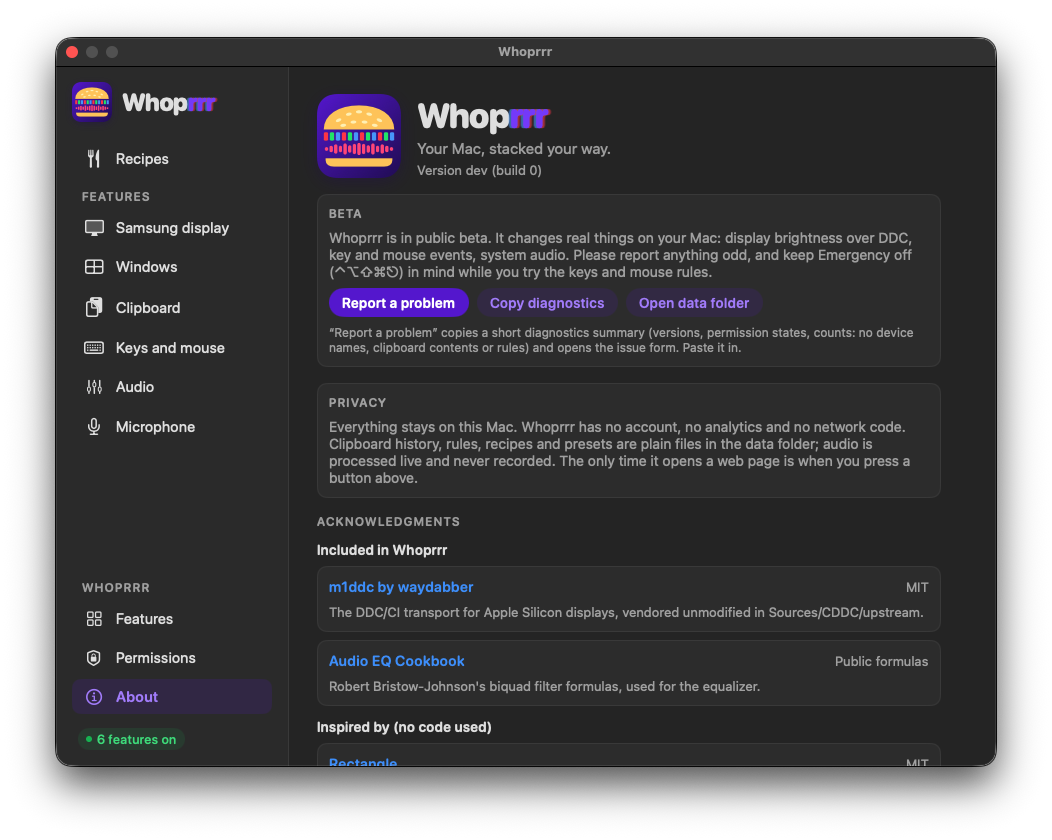 Whoprrr
Whoprrr
Recipes
FEATURES
Samsung display
Windows
Clipboard
Keys and mouse
Audio
Microphone
WHOPRRR
Features
Permissions
About
6 features on
Whoprrr
Your Mac, stacked your way.
Version dev (build 0)
BETA
Whoprrr is in public beta. It changes real things on your Mac: display brightness over DDC,
key and mouse events, system audio. Please report anything odd, and keep Emergency off
(⌃⌥⇧⌘⎋) in mind while you try the keys and mouse rules.
Report a problem
Copy diagnostics
Open data folder
“Report a problem” copies a short diagnostics summary (versions, permission states, counts: no device
names, clipboard contents or rules) and opens the issue form. Paste it in.
PRIVACY
Everything stays on this Mac. Whoprrr has no account, no analytics and no network code.
Clipboard history, rules, recipes and presets are plain files in the data folder; audio is
processed live and never recorded. The only time it opens a web page is when you press a
button above.
ACKNOWLEDGMENTS
Included in Whoprrr
m1ddc by waydabber MIT
The DDC/CI transport for Apple Silicon displays, vendored unmodified in Sources/CDDC/upstream.
Audio EQ Cookbook Public formulas
Robert Bristow-Johnson's biquad filter formulas, used for the equalizer.
Inspired by (no code used)
Rectangle MIT